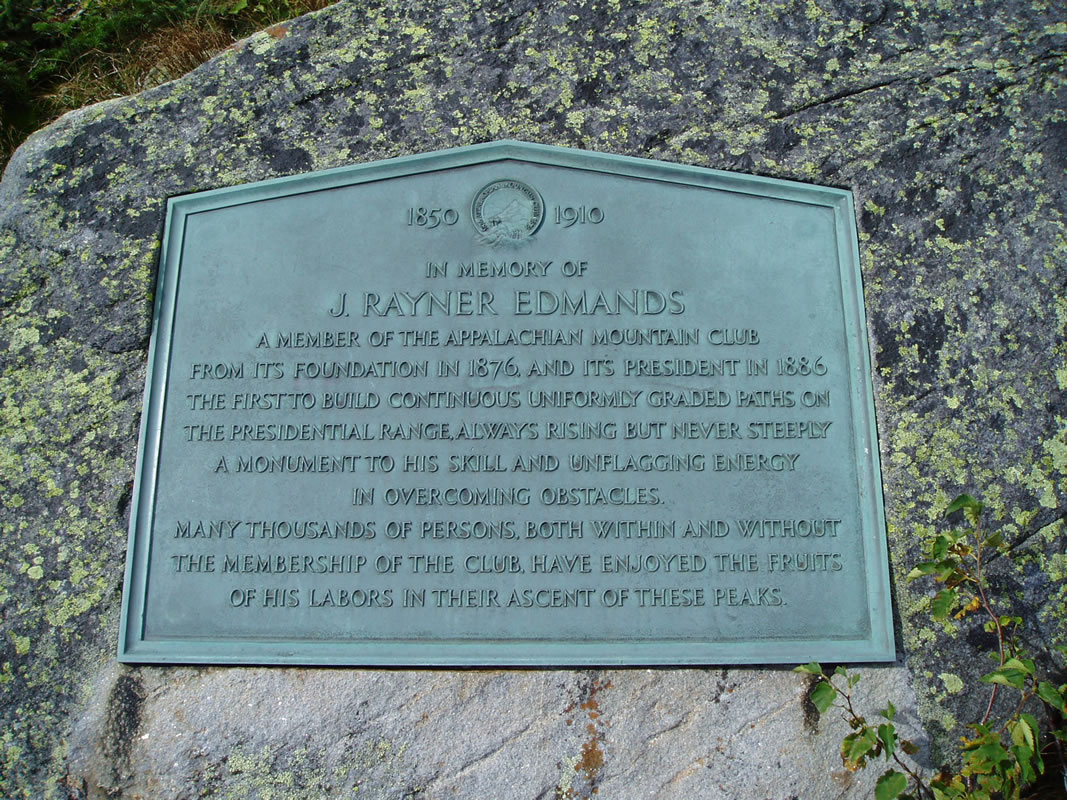 1850 1910
IN MEMORY OF
J. RAYNER EDMANDS
A MEMBER OF THE APPALACHIAN MOUNTAIN CLUB
FROM ITS FOUNDATION IN 1876, AND ITS PRESIDENT IN 1886
THE FIRST TO BUILD CONTINUOUS UNIFORMLY GRADED PATHS ON
THE PRESIDENTIAL RANGE, ALWAYS RISING BUT NEVER STEEPLY
A MONUMENT TO HIS SKILL AND UNFLAGGING ENERGY
IN OVERCOMING OBSTACLES.
MANY THOUSANDS OF PERSONS, BOTH WITHIN AND WITHOUT
THE MEMBERSHIP OF THE CLUB, HAVE ENJOYED THE FRUITS
OF HIS LABORS IN THEIR ASCENT OF THESE PEAKS.